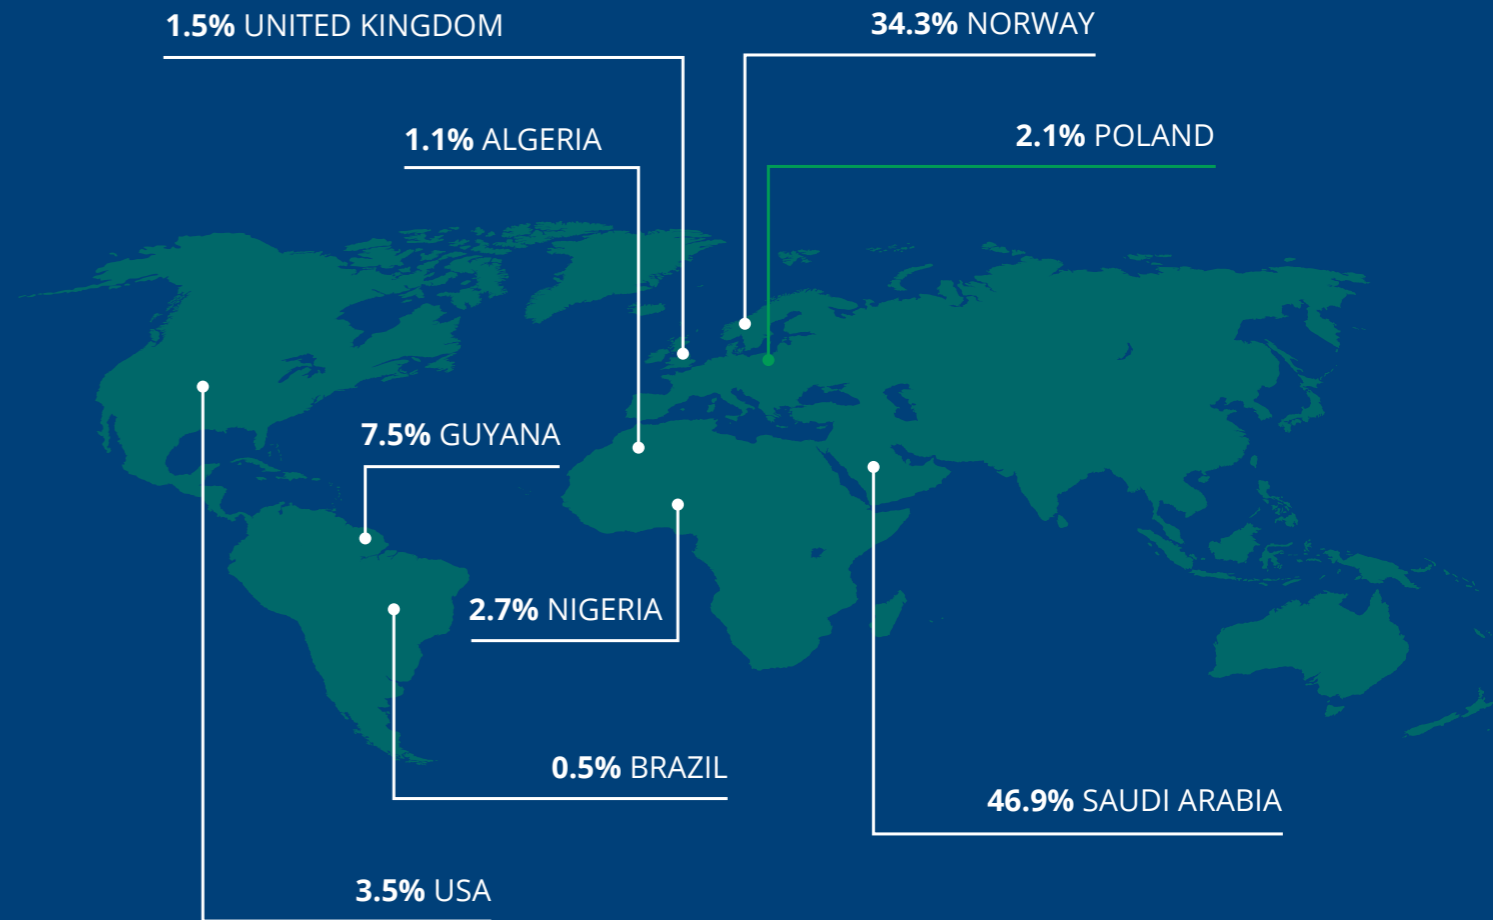 1.5% UNITED KINGDOM
34.3% NORWAY
1.1% ALGERIA
2.1% POLAND
7.5% GUYANA
2.7% NIGERIA
0.5% BRAZIL
46.9% SAUDI ARABIA
3.5% USA